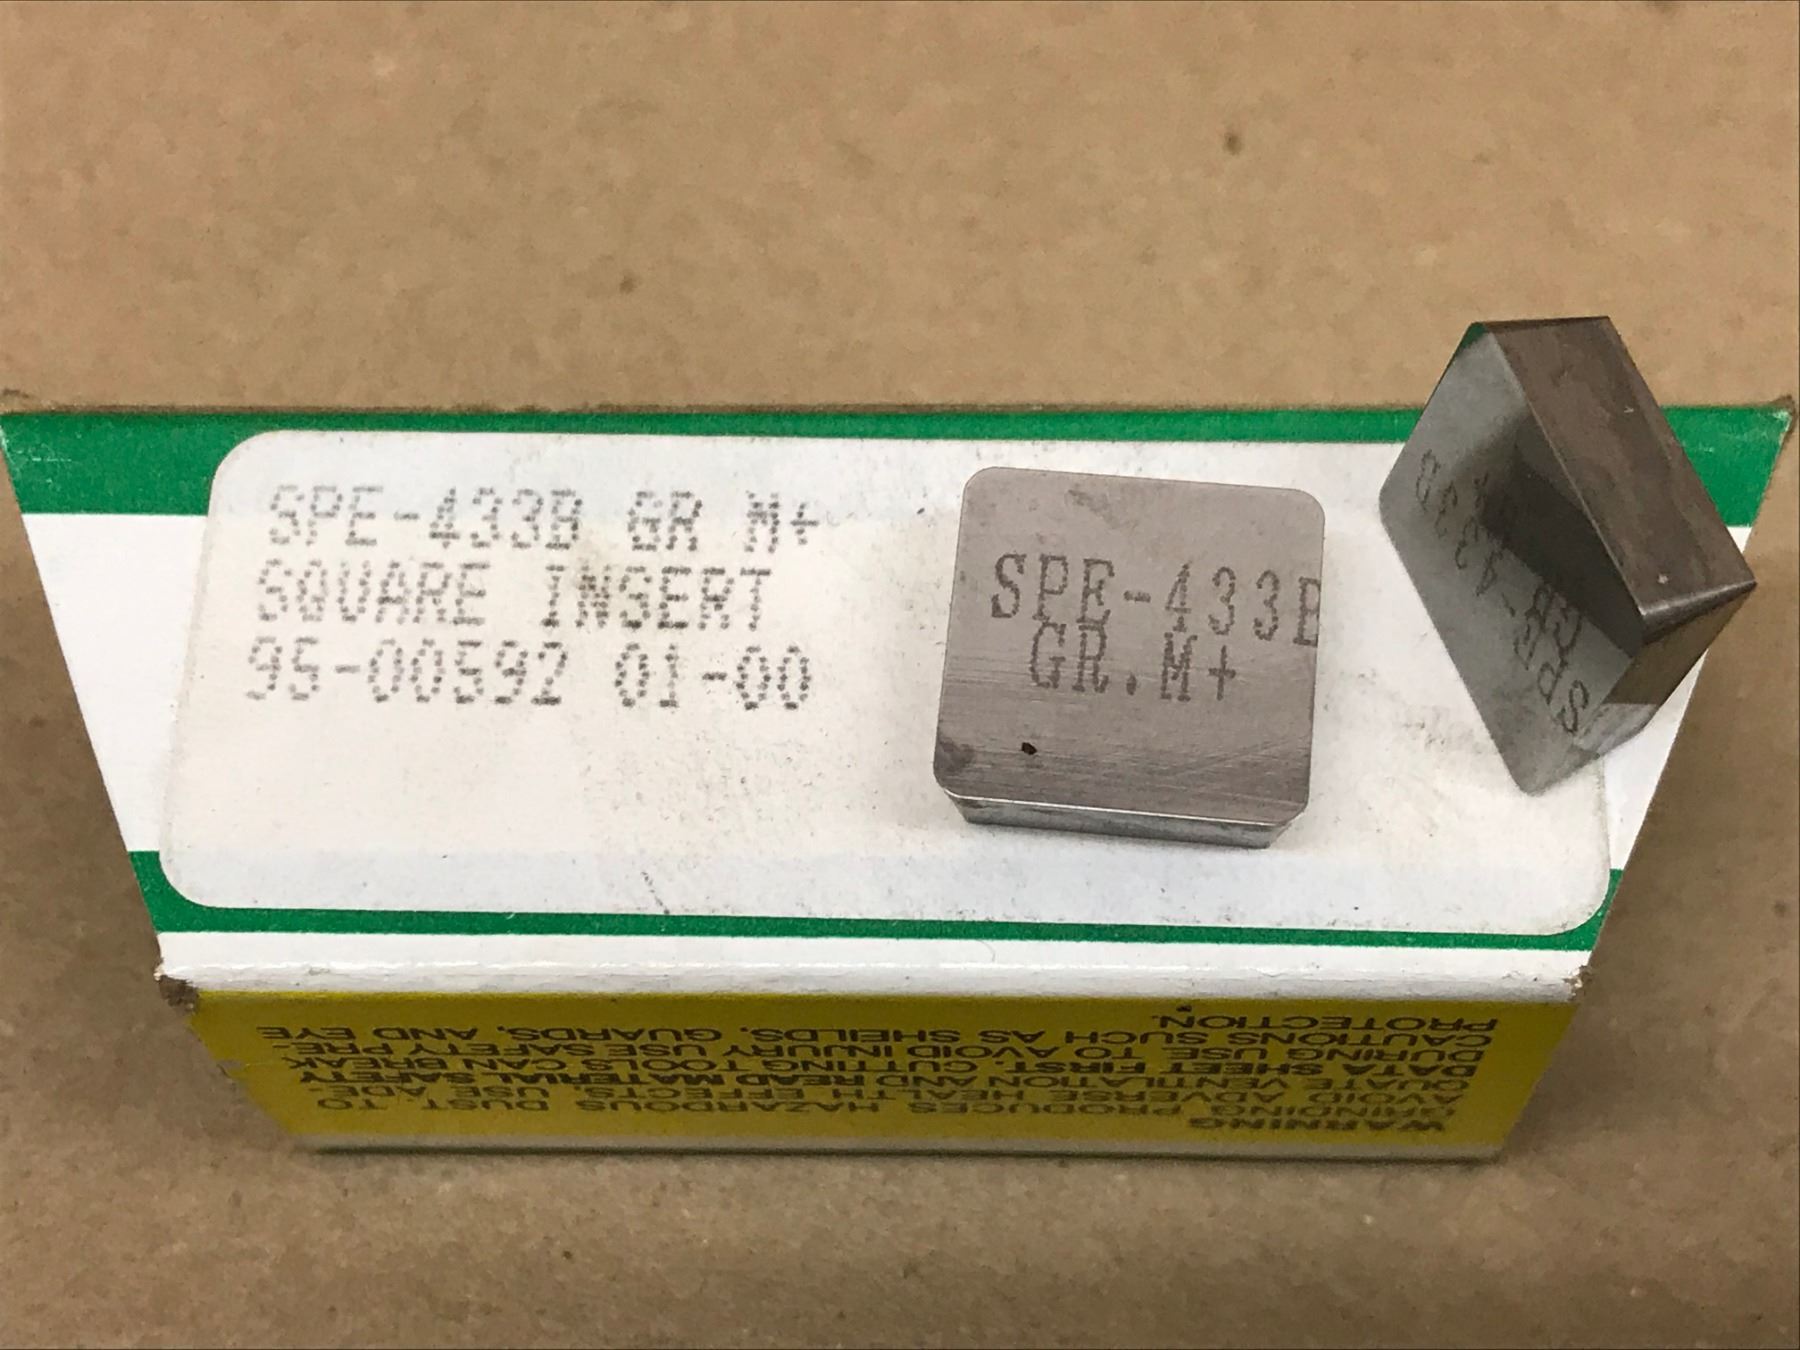 SPE-433B GR M+
SQUARE INSERT
95-00592 01-00
SPE-433B
GR.M+
SPE-433B
GR
WARNING
GRINDING PRODUCES HAZARDOUS DUST TO
AVOID ADVERSE HEALTH EFFECTS USE ADE-
QUATE VENTILATION AND READ MATERIAL SAFETY
DATA SHEET FIRST. CUTTING TOOLS CAN BREAK
DURING USE. TO AVOID INJURY USE SAFETY PRE-
CAUTIONS SUCH AS SHIELDS, GUARDS, AND EYE
PROTECTION.